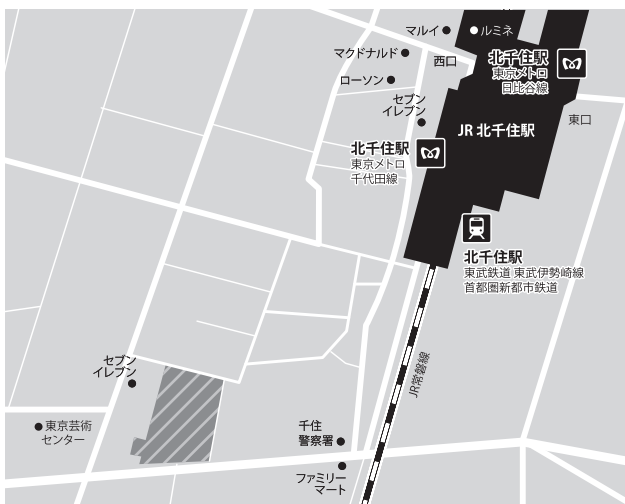 マルイ
ルミネ
マクドナルド
西口
北千住駅
東京メトロ
日比谷線
ローソン
セブン
イレブン
東口
JR 北千住駅
北千住駅
東京メトロ
千代田線
北千住駅
東武鉄道 東武伊勢崎線
首都圏新都市鉄道
JR常磐線
セブン
イレブン
東京芸術
センター
千住
警察署
ファミリー
マート